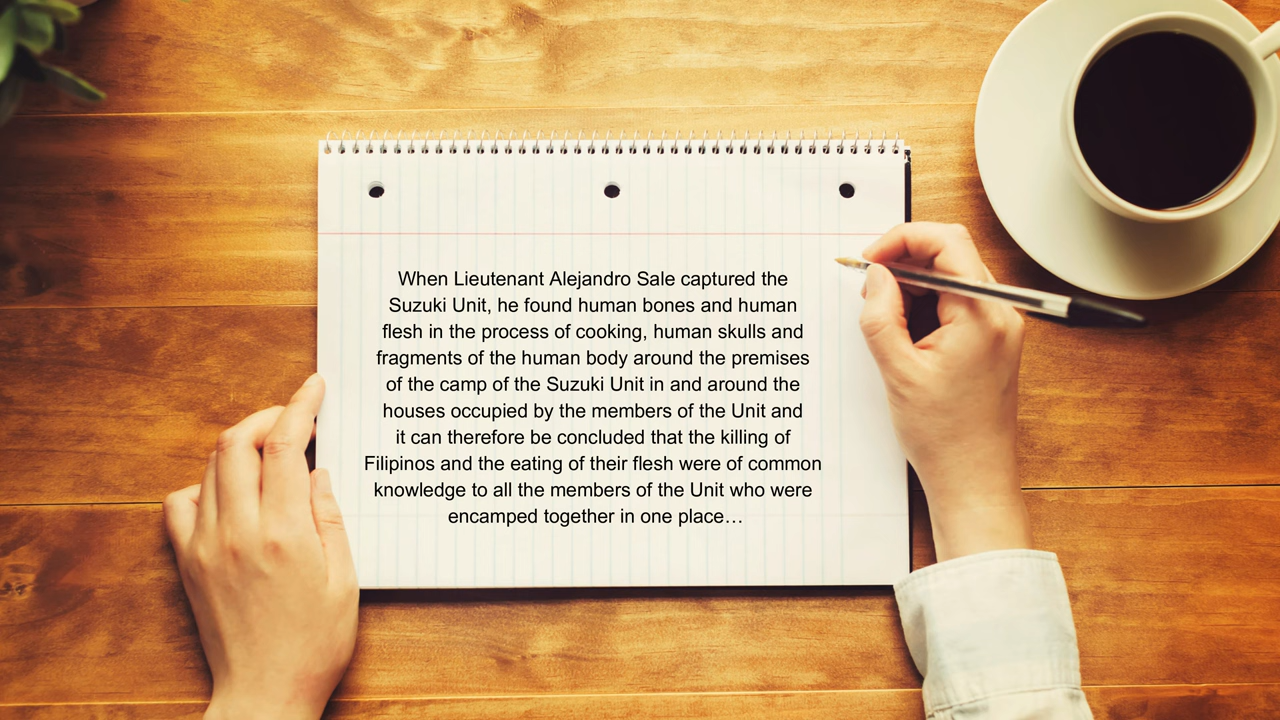 When Lieutenant Alejandro Sale captured the
Suzuki Unit, he found human bones and human
flesh in the process of cooking, human skulls and
fragments of the human body around the premises
of the camp of the Suzuki Unit in and around the
houses occupied by the members of the Unit and
it can therefore be concluded that the killing of
Filipinos and the eating of their flesh were of common
knowledge to all the members of the Unit who were
encamped together in one place…